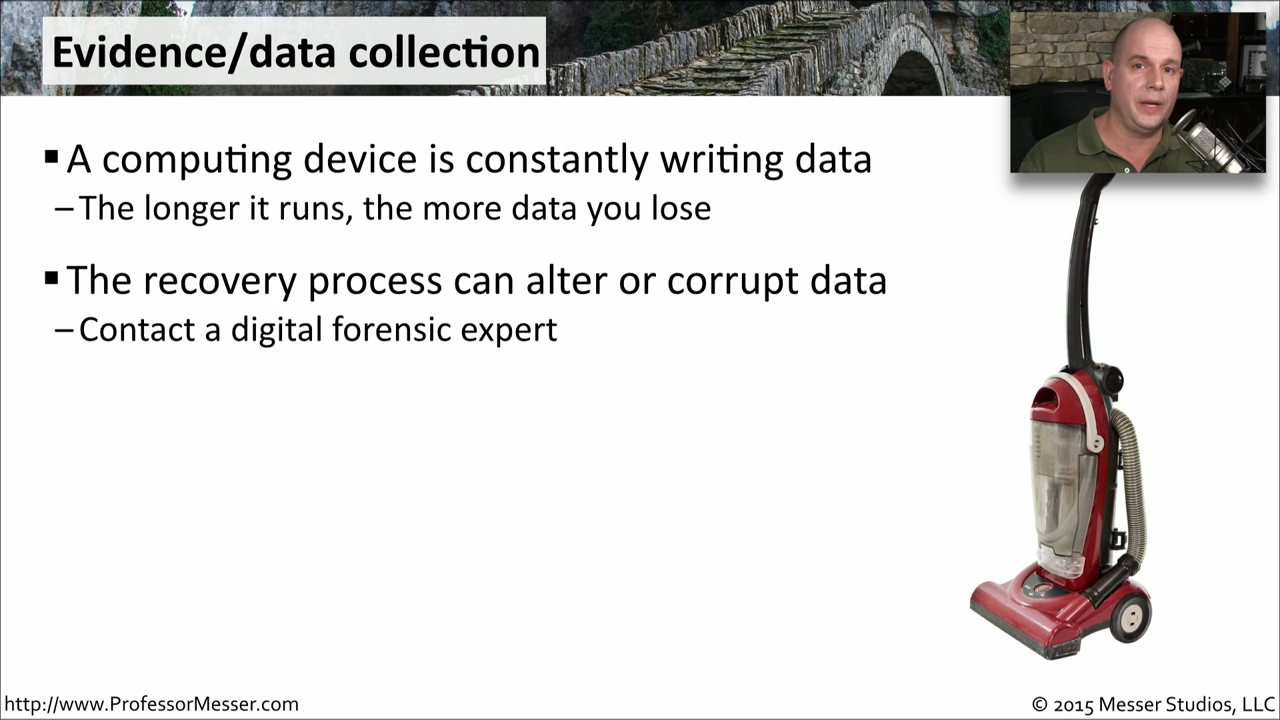 Evidence/data collection
▪ A computing device is constantly writing data
– The longer it runs, the more data you lose
▪ The recovery process can alter or corrupt data
– Contact a digital forensic expert
http://www.ProfessorMesser.com
© 2015 Messer Studios, LLC